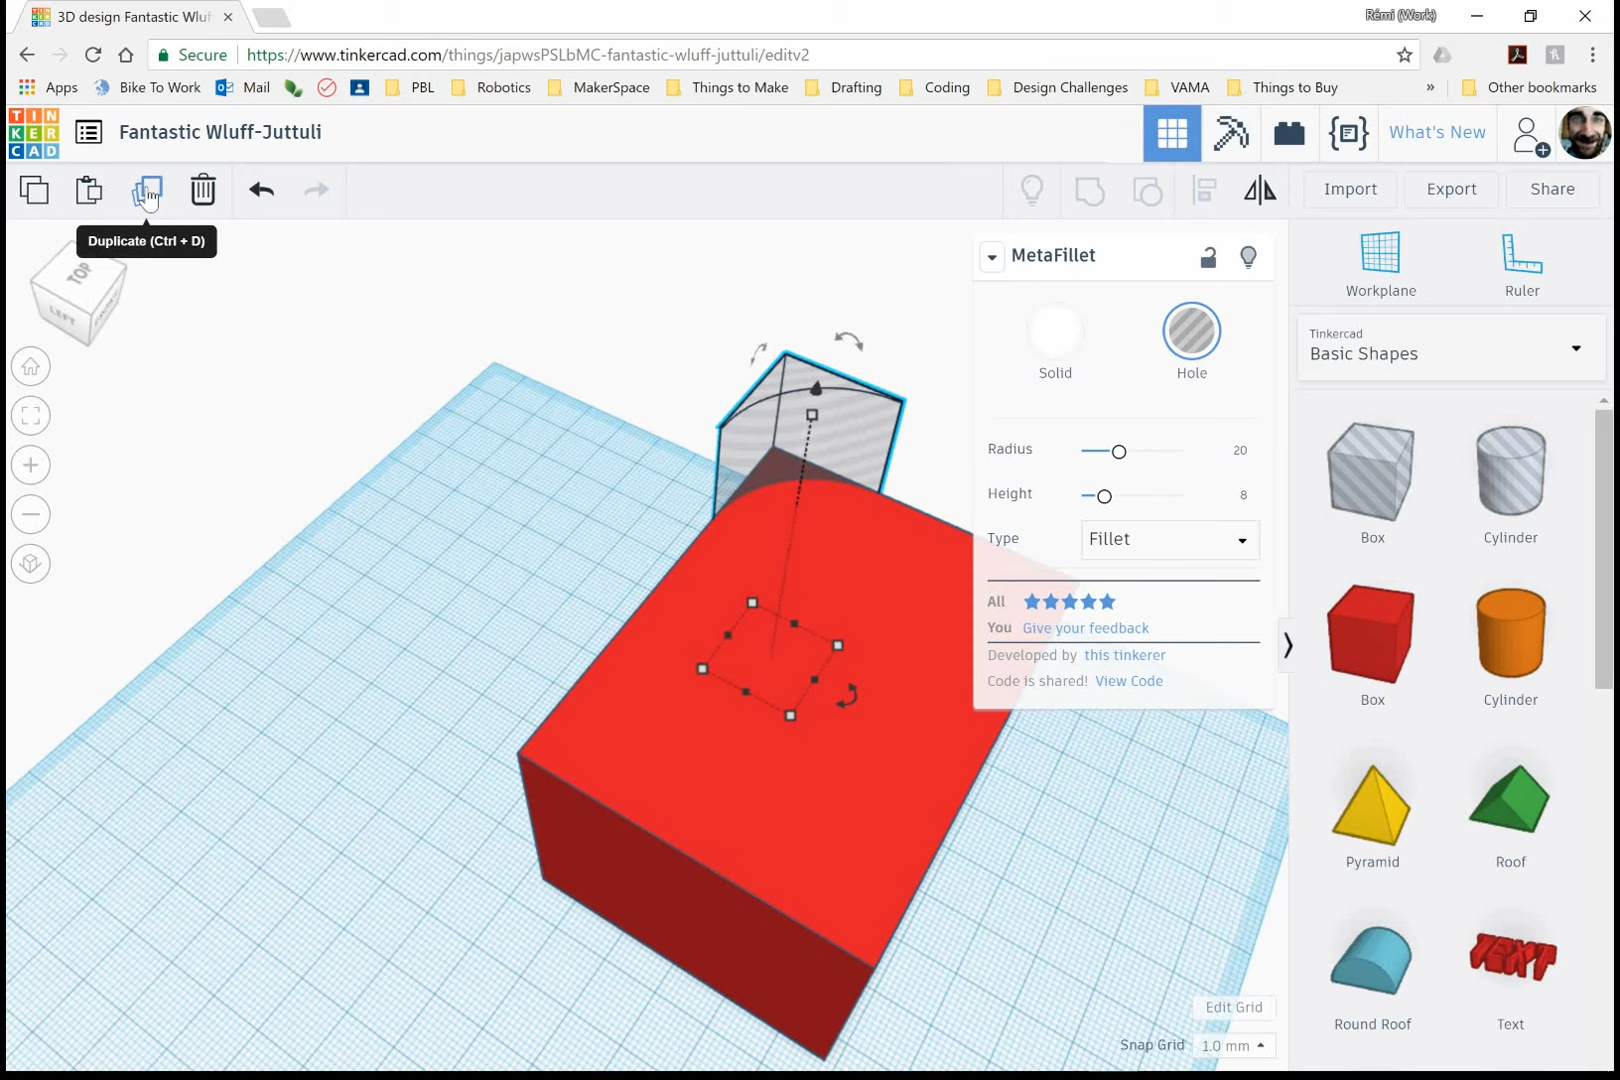 3D design Fantastic Wluf
Rémi (Work)
Secure
https://www.tinkercad.com/things/japwsPSLbMC-fantastic-wluff-juttuli/editv2
Apps
Bike To Work
Mail
PBL
Robotics
MakerSpace
Things to Make
Drafting
Coding
Design Challenges
VAMA
Things to Buy
»
Other bookmarks
TIN
KER
CAD
Fantastic Wluff-Juttuli
What's New
Import
Export
Share
Duplicate (Ctrl + D)
TOP
LEFT
MetaFillet
Solid
Hole
Radius
20
Height
8
Type
Fillet
All
You Give your feedback
Developed by this tinkerer
Code is shared! View Code
Workplane
Ruler
Tinkercad
Basic Shapes
Box
Cylinder
Box
Cylinder
Pyramid
Roof
TEXT
Round Roof
Text
Edit Grid
Snap Grid 1.0 mm